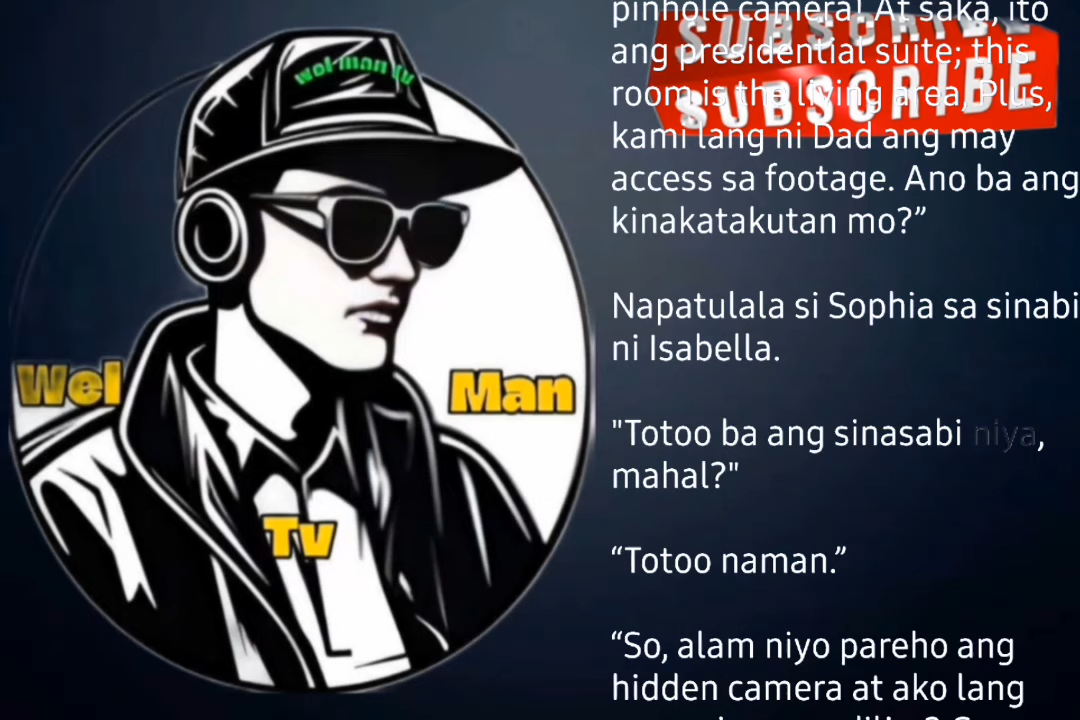 wel man tv
Wel
Man
Tv
SUBSCRIBE
SUBSCRIBE
pinhole camera! At saka, ito
ang presidential suite; this
room is the living area, Plus,
kami lang ni Dad ang may
access sa footage. Ano ba ang
kinakatakutan mo?”
Napatulala si Sophia sa sinabi
ni Isabella.
"Totoo ba ang sinasabi niya,
mahal?"
“Totoo naman.”
“So, alam niyo pareho ang
hidden camera at ako lang